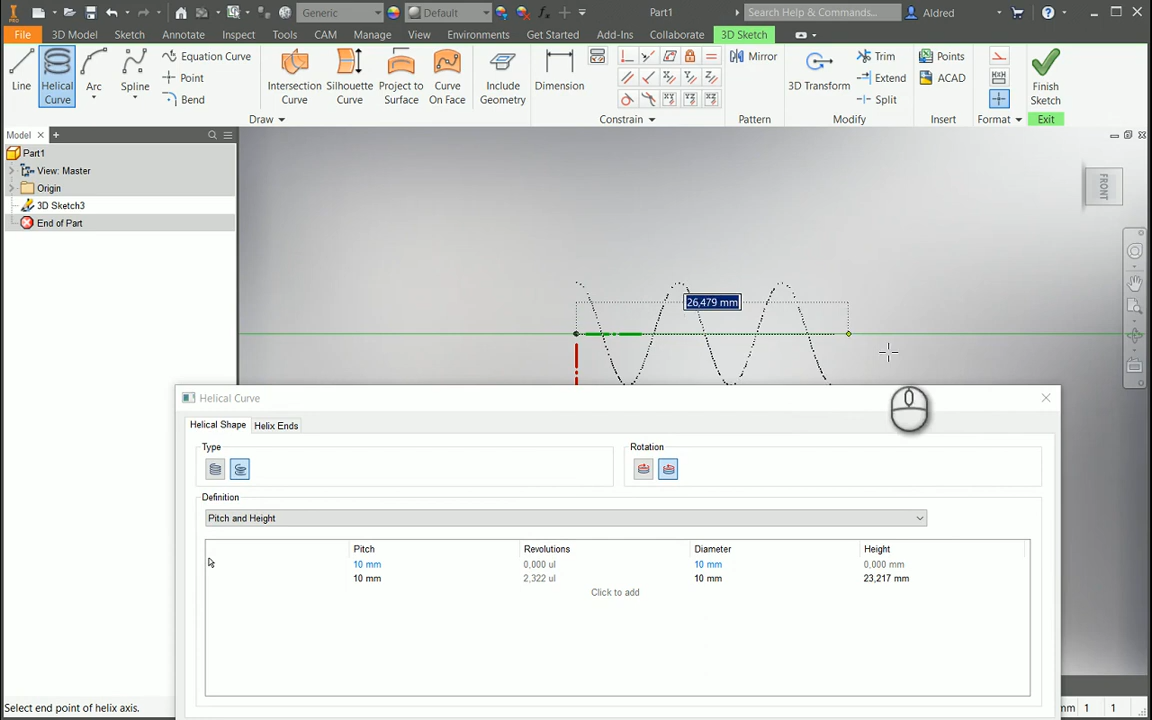 PRO
Generic
Default
fx
Part1
Search Help & Commands...
Aldred
File
3D Model
Sketch
Annotate
Inspect
Tools
CAM
Manage
View
Environments
Get Started
Add-Ins
Collaborate
3D Sketch
Line
Helical Curve
Arc
Spline
Equation Curve
Point
Bend
Intersection Curve
Silhouette Curve
Project to Surface
Curve On Face
Include Geometry
Dimension
Mirror
3D Transform
Trim
Extend
Split
Points
ACAD
Finish Sketch
Draw
Constrain
Pattern
Modify
Insert
Format
Exit
Model
Part1
View: Master
Origin
3D Sketch3
End of Part
FRONT
26,479 mm
Helical Curve
Helical Shape
Helix Ends
Type
Rotation
Definition
Pitch and Height
Pitch Revolutions Diameter Height
10 mm 0,000 ul 10 mm 0,000 mm
10 mm 2,322 ul 10 mm 23,217 mm
Click to add
Select end point of helix axis.
mm 1 1